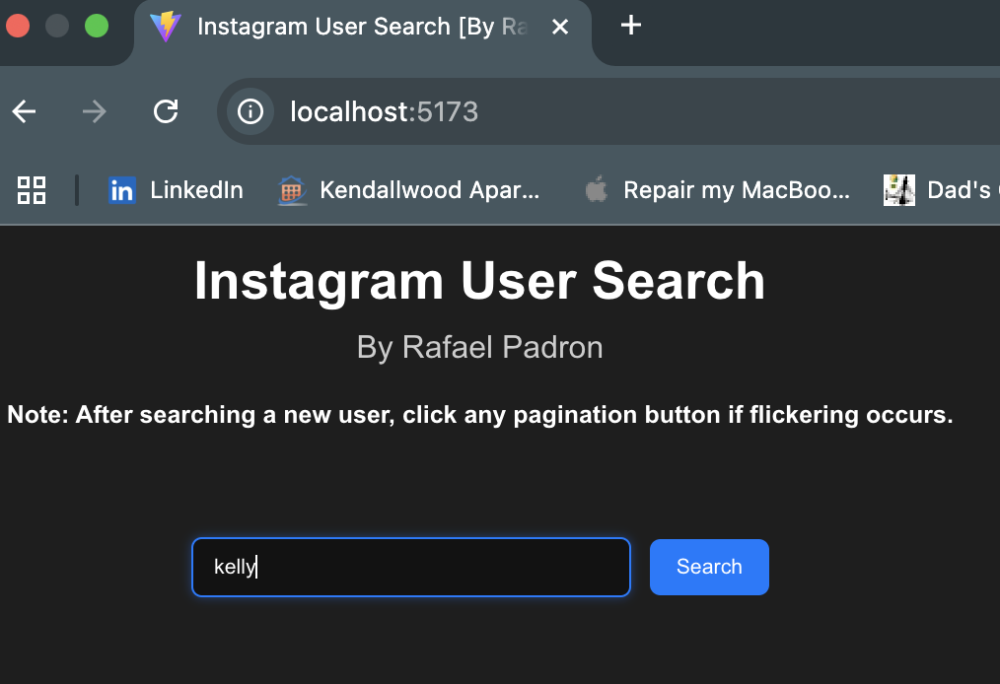 Instagram User Search [By Ra
localhost:5173
in LinkedIn Kendallwood Apar... Repair my MacBoo... Dad's
Instagram User Search
By Rafael Padron
Note: After searching a new user, click any pagination button if flickering occurs.
kelly Search